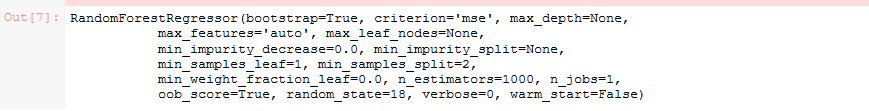 Out[7]: RandomForestRegressor(bootstrap=True, criterion='mse', max_depth=None,
max_features='auto', max_leaf_nodes=None,
min_impurity_decrease=0.0, min_impurity_split=None,
min_samples_leaf=1, min_samples_split=2,
min_weight_fraction_leaf=0.0, n_estimators=1000, n_jobs=1,
oob_score=True, random_state=18, verbose=0, warm_start=False)